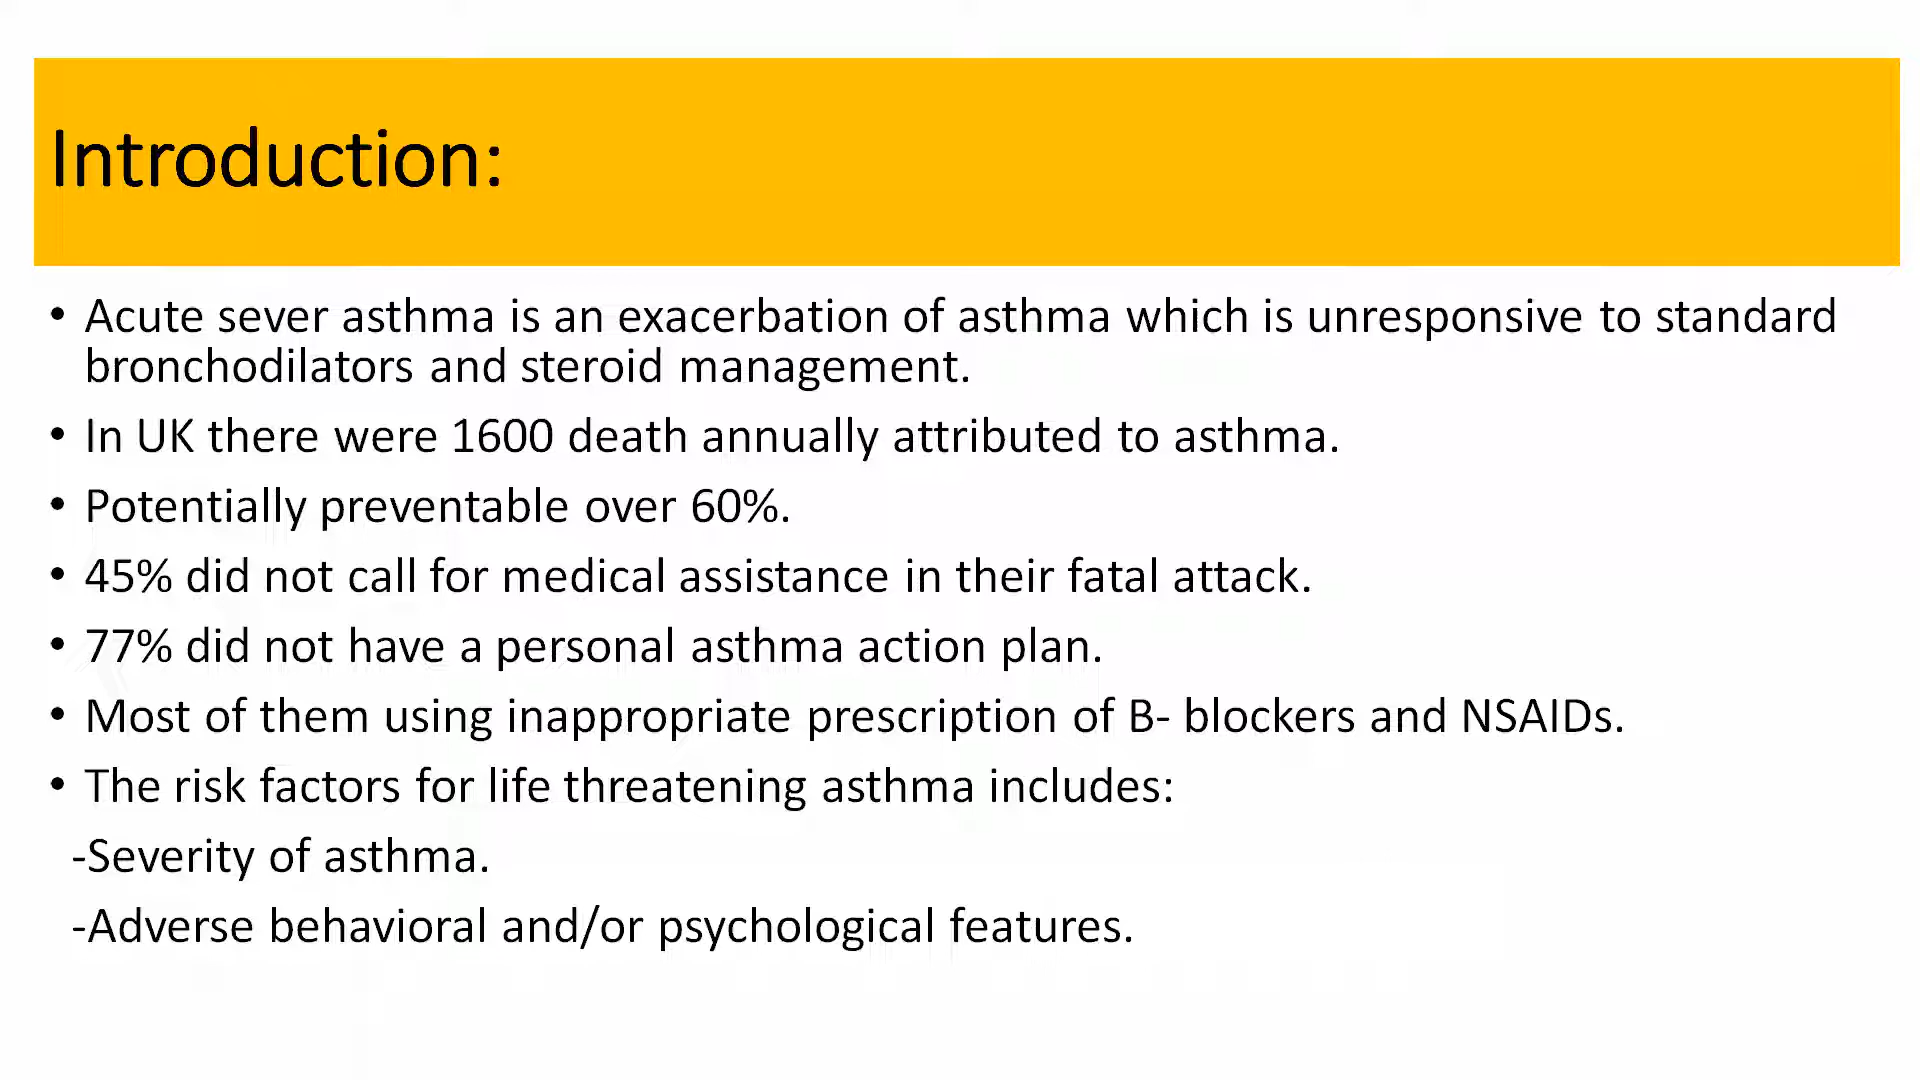 Introduction:
• Acute sever asthma is an exacerbation of asthma which is unresponsive to standard
bronchodilators and steroid management.
• In UK there were 1600 death annually attributed to asthma.
• Potentially preventable over 60%.
• 45% did not call for medical assistance in their fatal attack.
• 77% did not have a personal asthma action plan.
• Most of them using inappropriate prescription of B- blockers and NSAIDs.
• The risk factors for life threatening asthma includes:
-Severity of asthma.
-Adverse behavioral and/or psychological features.